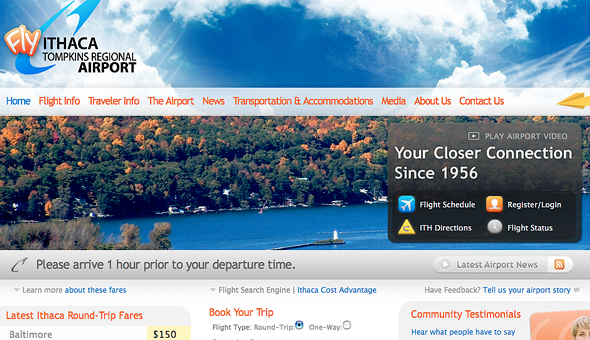 Fly ITHACA
TOMPKINS REGIONAL
AIRPORT
Home Flight Info Traveler Info The Airport News Transportation & Accommodations Media About Us Contact Us
PLAY AIRPORT VIDEO
Your Closer Connection
Since 1956
Flight Schedule Register/Login
ITH Directions Flight Status
Please arrive 1 hour prior to your departure time.
Latest Airport News
Learn more about these fares
Flight Search Engine | Ithaca Cost Advantage
Have Feedback? Tell us your airport story
Latest Ithaca Round-Trip Fares
Baltimore $150
Book Your Trip
Flight Type: Round-Trip: One-Way:
Community Testimonials
Hear what people have to say